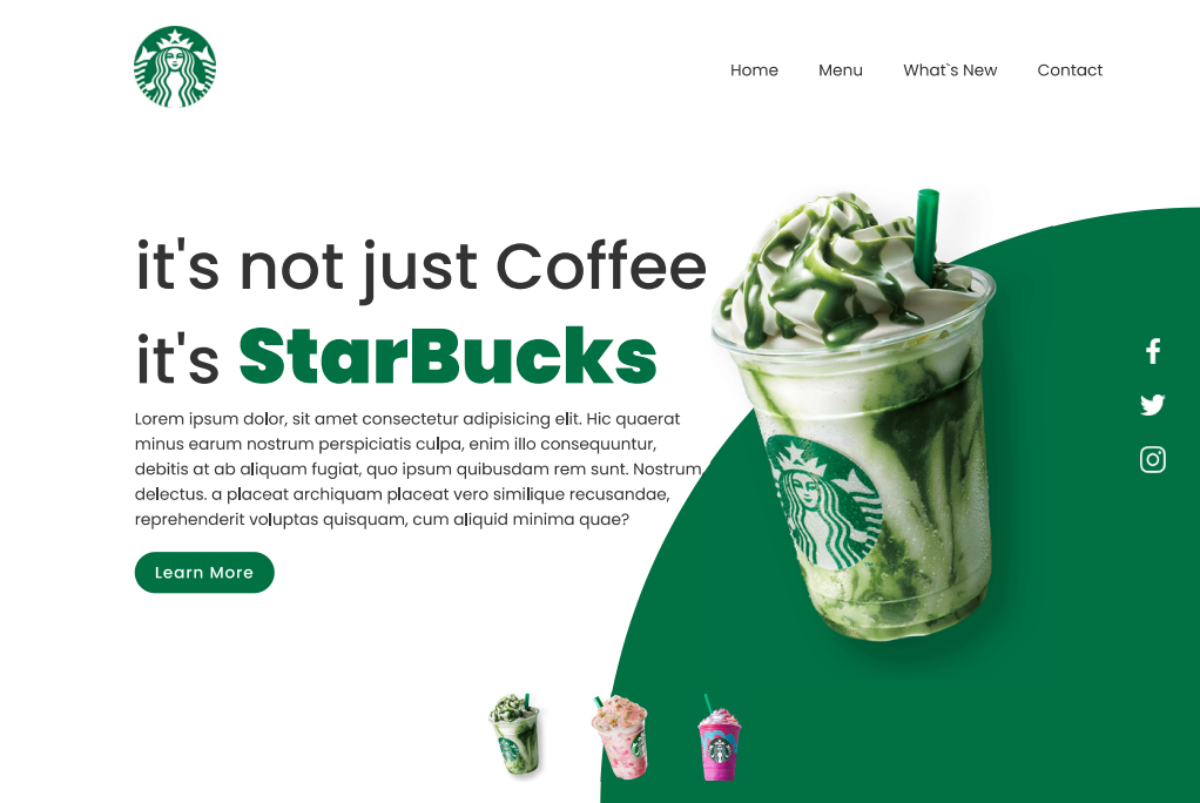 Home
Menu
What`s New
Contact
it's not just Coffee
it's StarBucks
Lorem ipsum dolor, sit amet consectetur adipisicing elit. Hic quaerat
minus earum nostrum perspiciatis culpa, enim illo consequuntur,
debitis at ab aliquam fugiat, quo ipsum quibusdam rem sunt. Nostrum
delectus. a placeat archiquam placeat vero similique recusandae,
reprehenderit voluptas quisquam, cum aliquid minima quae?
Learn More